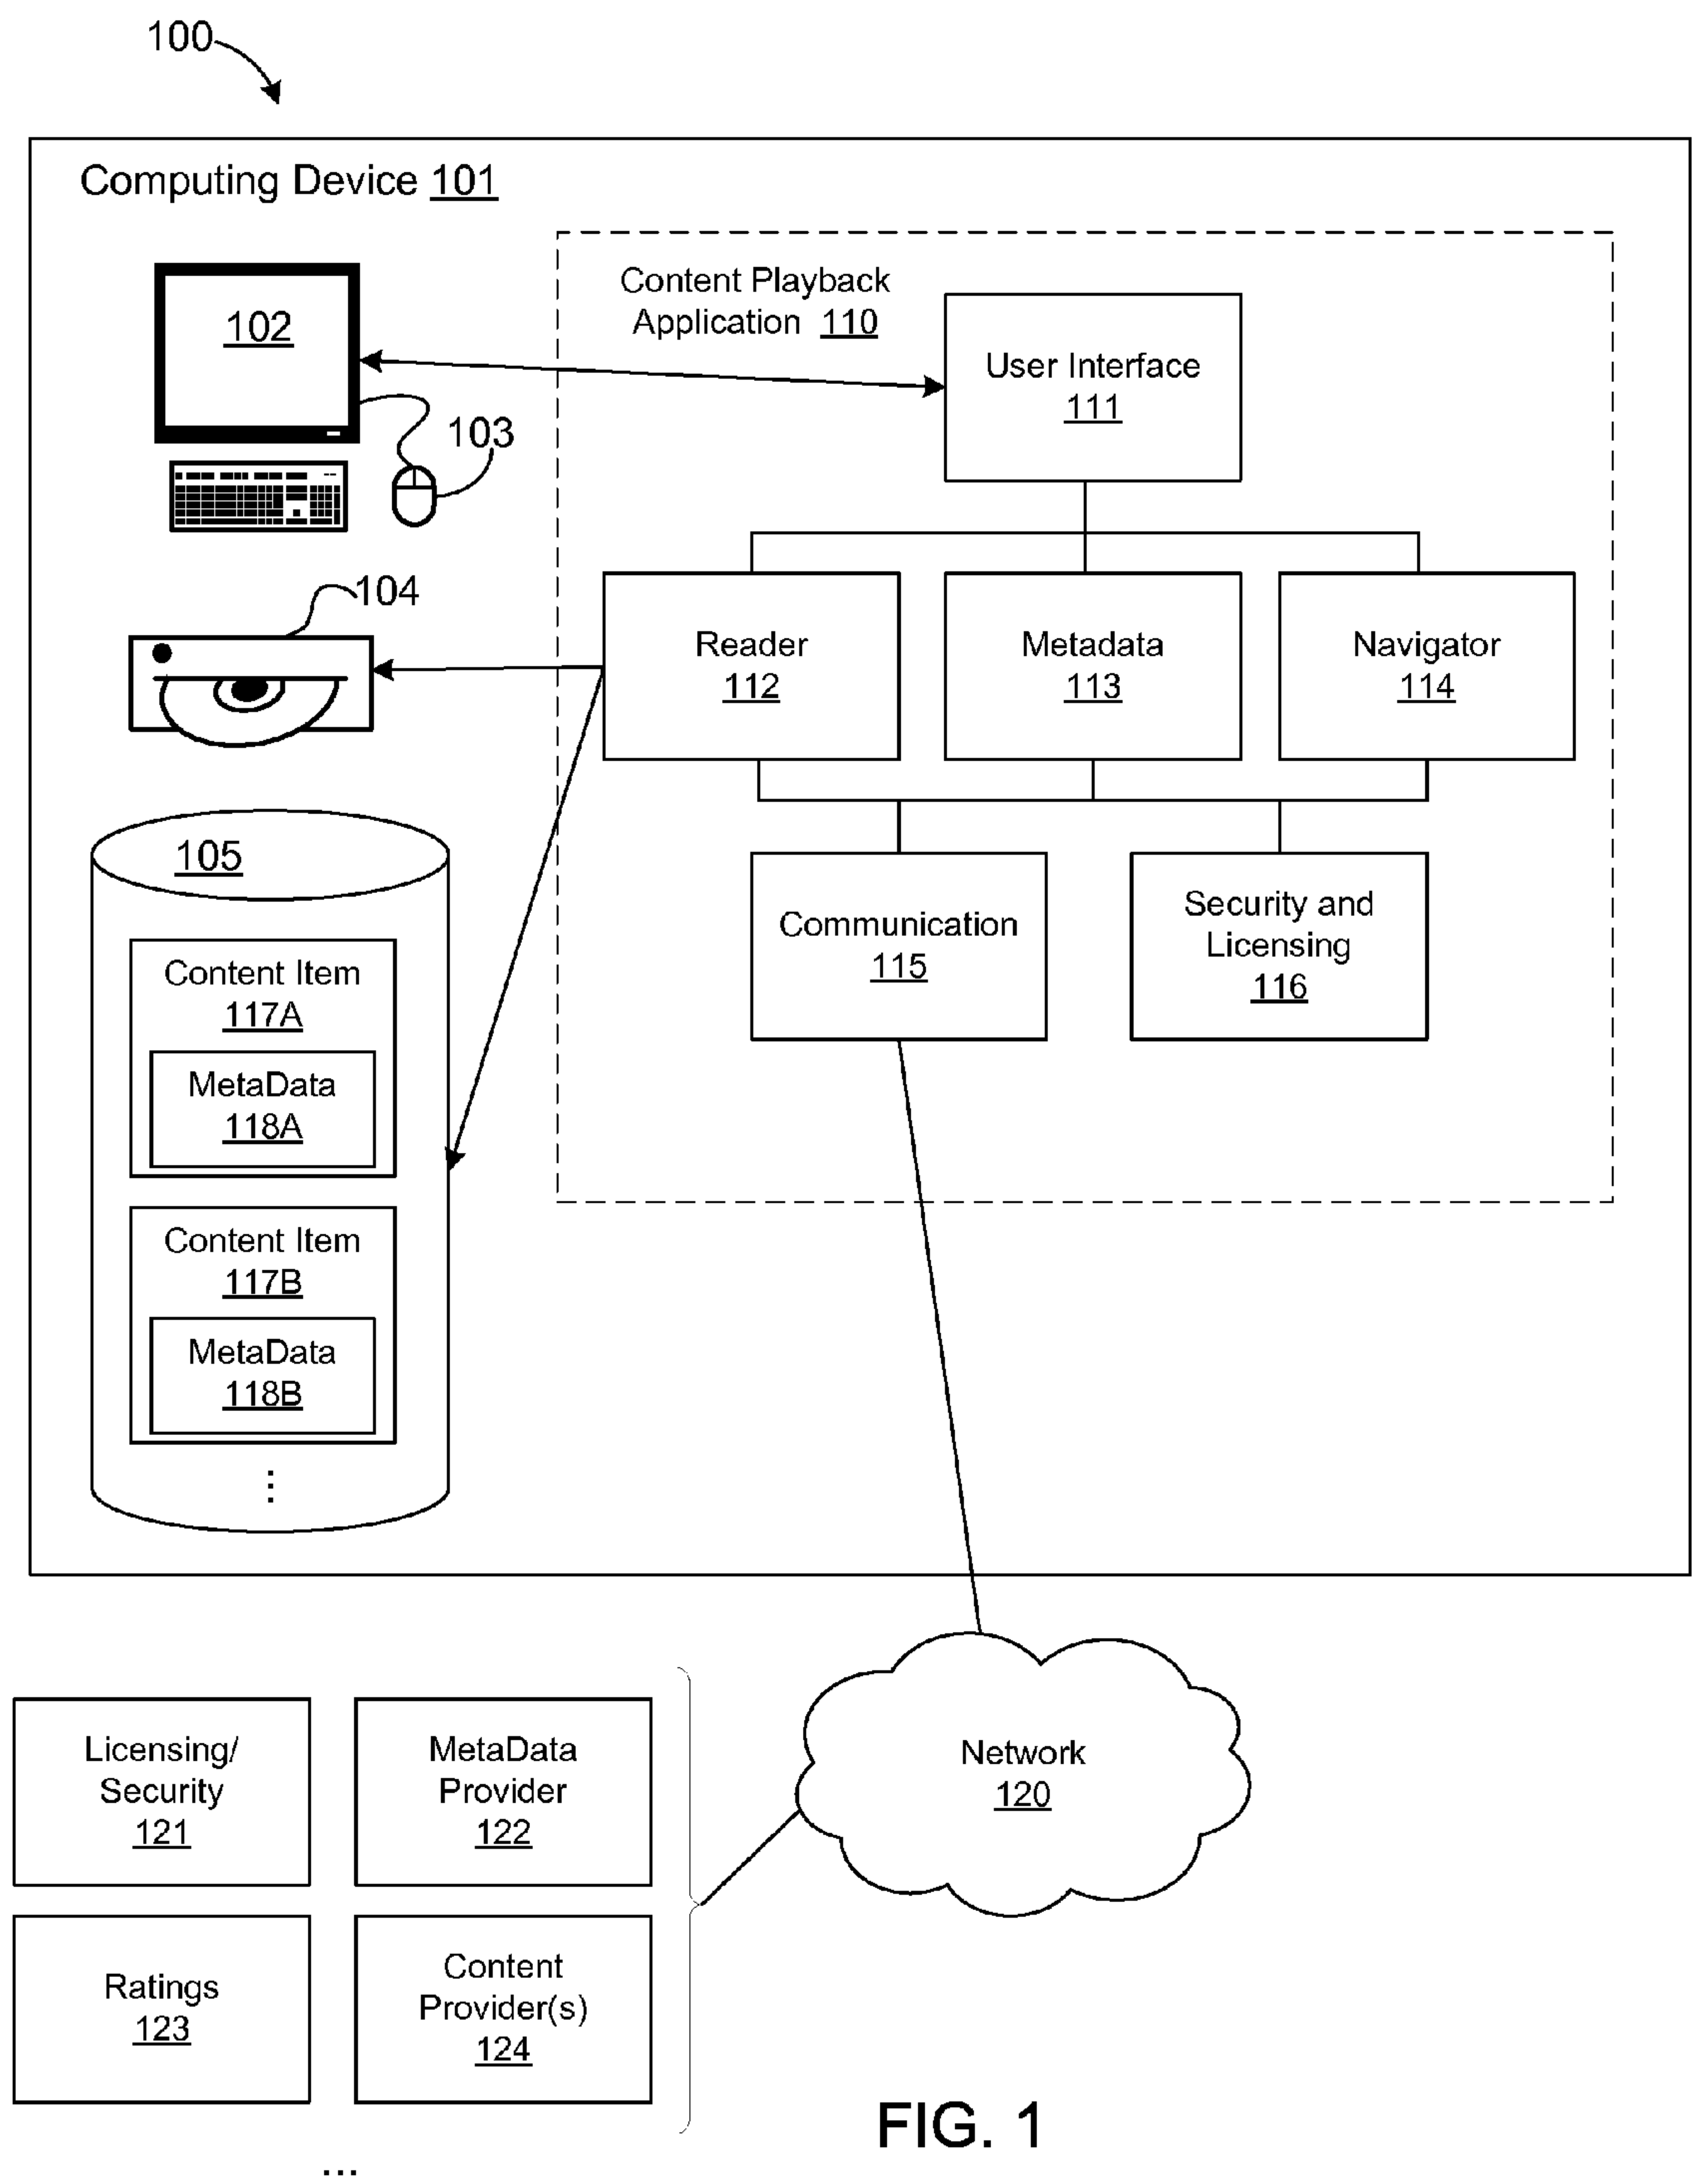 100
Computing Device 101
102
103
104
Content Playback
Application 110
User Interface
111
Reader
112
Metadata
113
Navigator
114
Communication
115
Security and
Licensing
116
105
Content Item
117A
MetaData
118A
Content Item
117B
MetaData
118B
⋮
Licensing/
Security
121
MetaData
Provider
122
Ratings
123
Content
Provider(s)
124
...
Network
120
FIG. 1